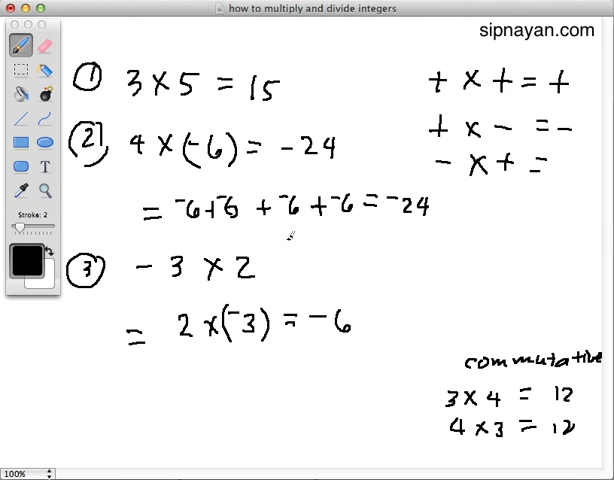 how to multiply and divide integers
sipnayan.com
1 3 x 5 = 15
+ x + = +
2 4 x (-6) = -24
+ x - = -
- x + =
= -6+-6 + -6 + -6 = -24
3 - 3 x 2
= 2 x (-3) = -6
commutative
3 x 4 = 12
4 x 3 = 12
T
Stroke: 2
100%